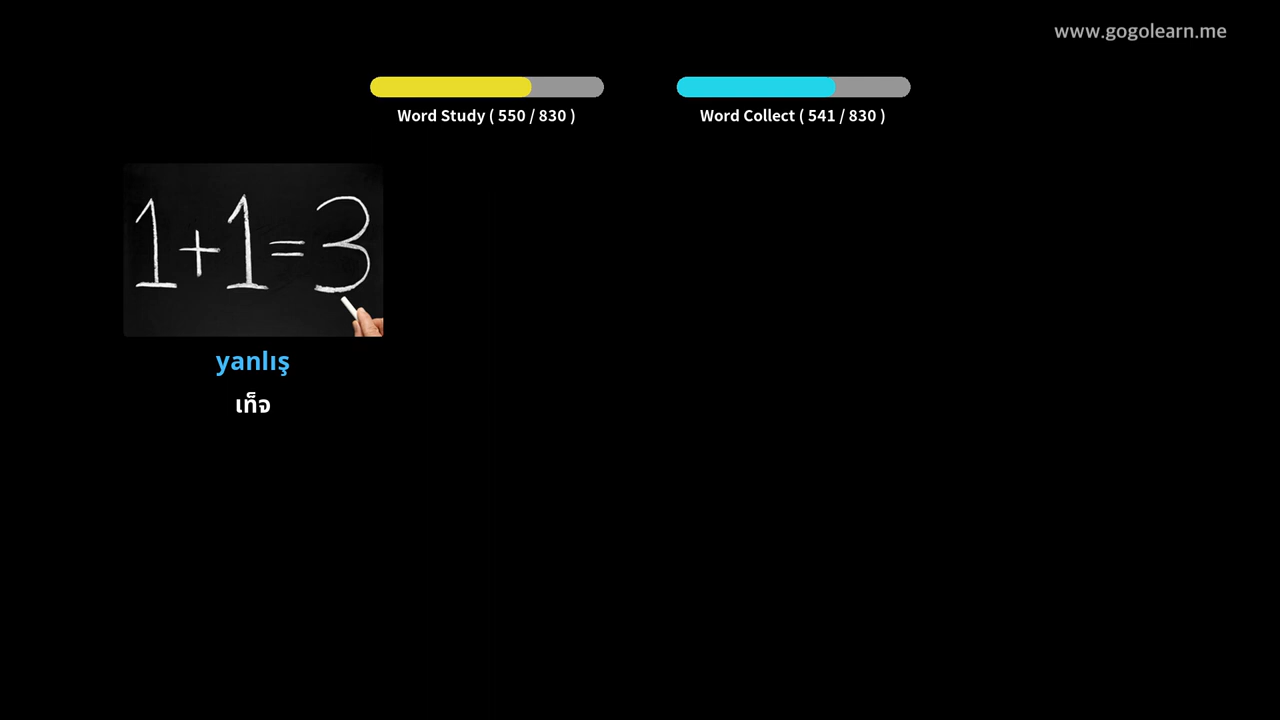 www.gogolearn.me
Word Study ( 550 / 830 )
Word Collect ( 541 / 830 )
1+1=3
yanlış
เท็จ